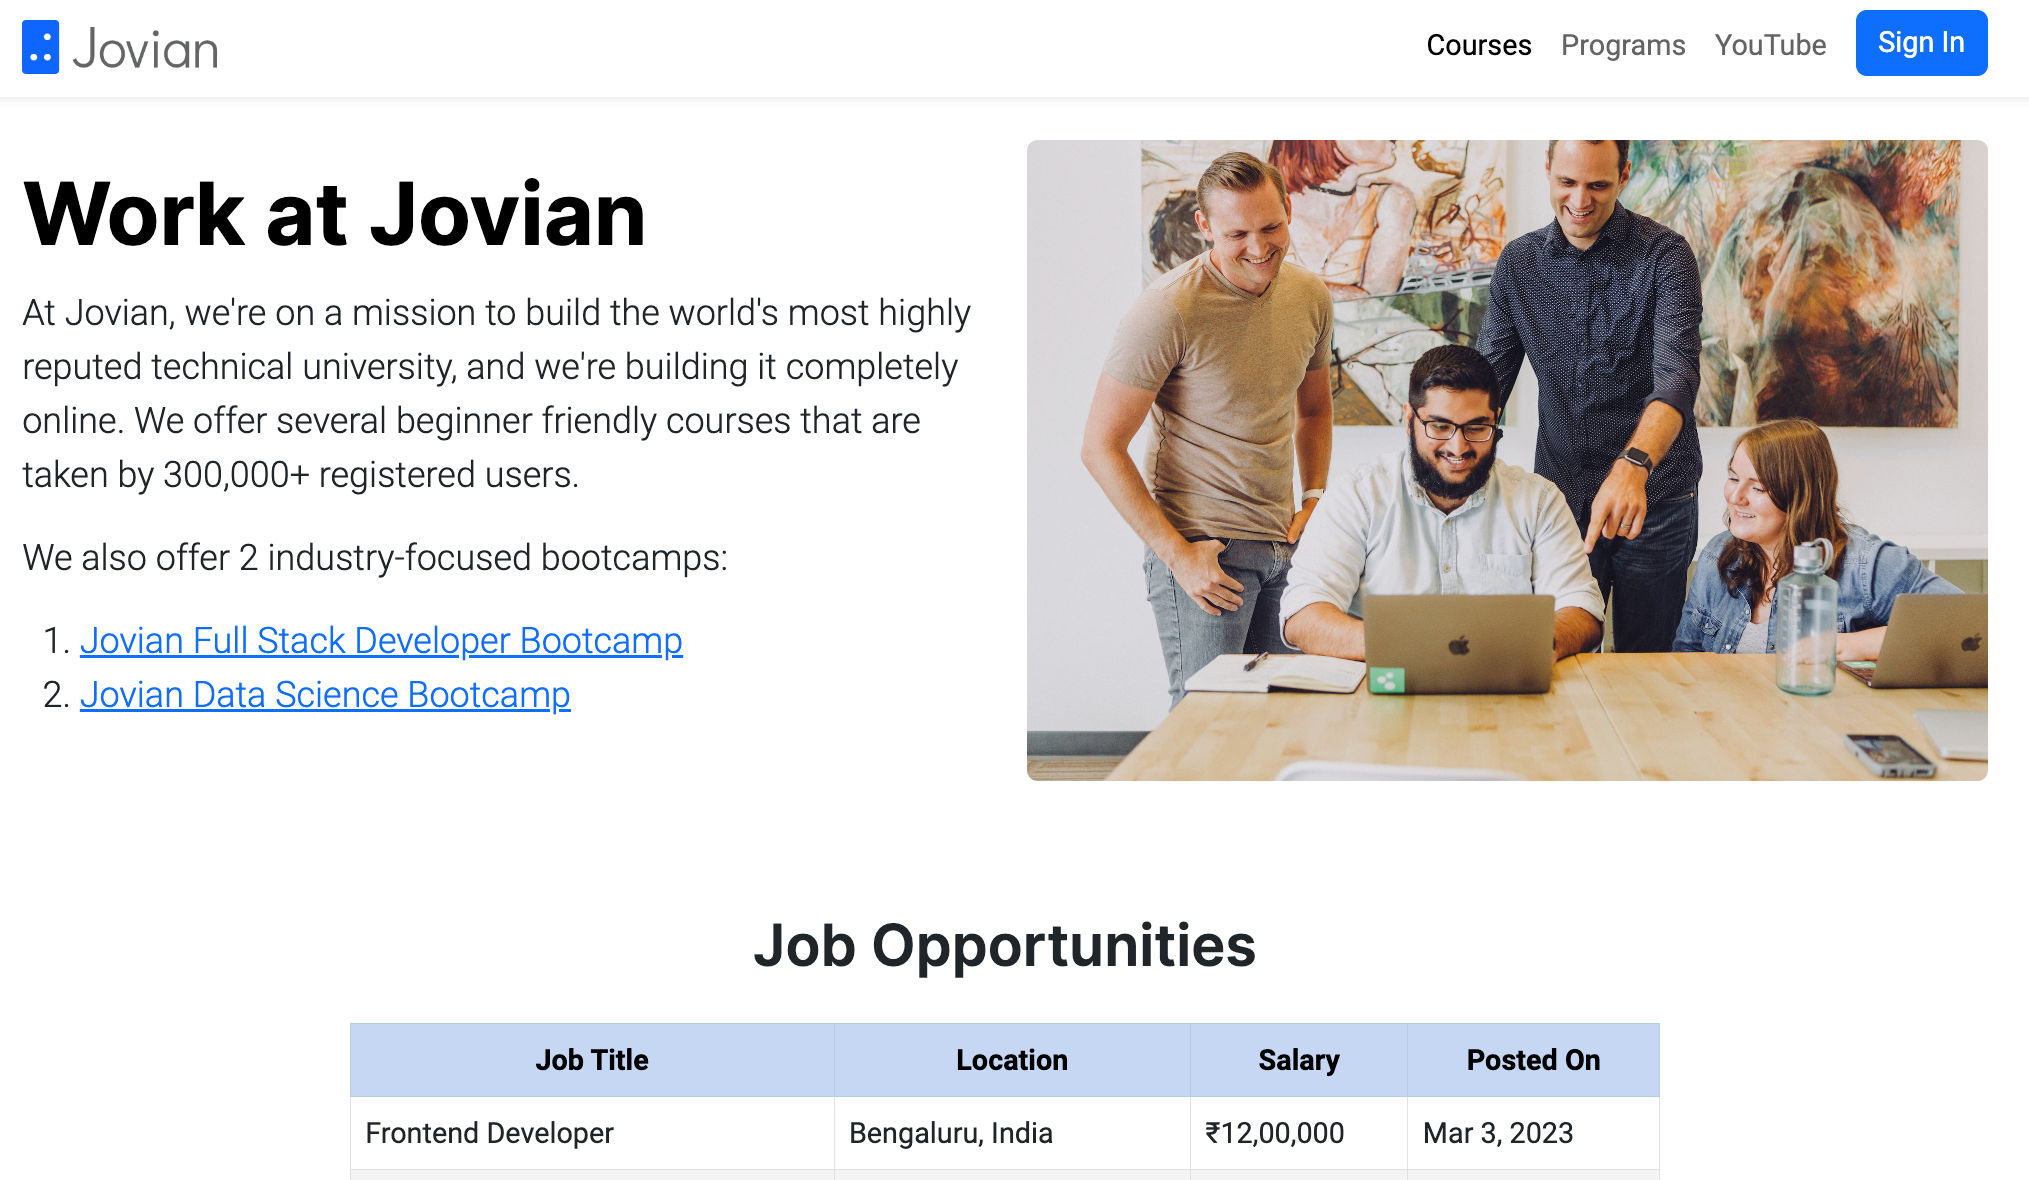 Jovian
Courses Programs YouTube Sign In
Work at Jovian
At Jovian, we're on a mission to build the world's most highly
reputed technical university, and we're building it completely
online. We offer several beginner friendly courses that are
taken by 300,000+ registered users.
We also offer 2 industry-focused bootcamps:
1. Jovian Full Stack Developer Bootcamp
2. Jovian Data Science Bootcamp
Job Opportunities
Job Title Location Salary Posted On
Frontend Developer Bengaluru, India ₹12,00,000 Mar 3, 2023